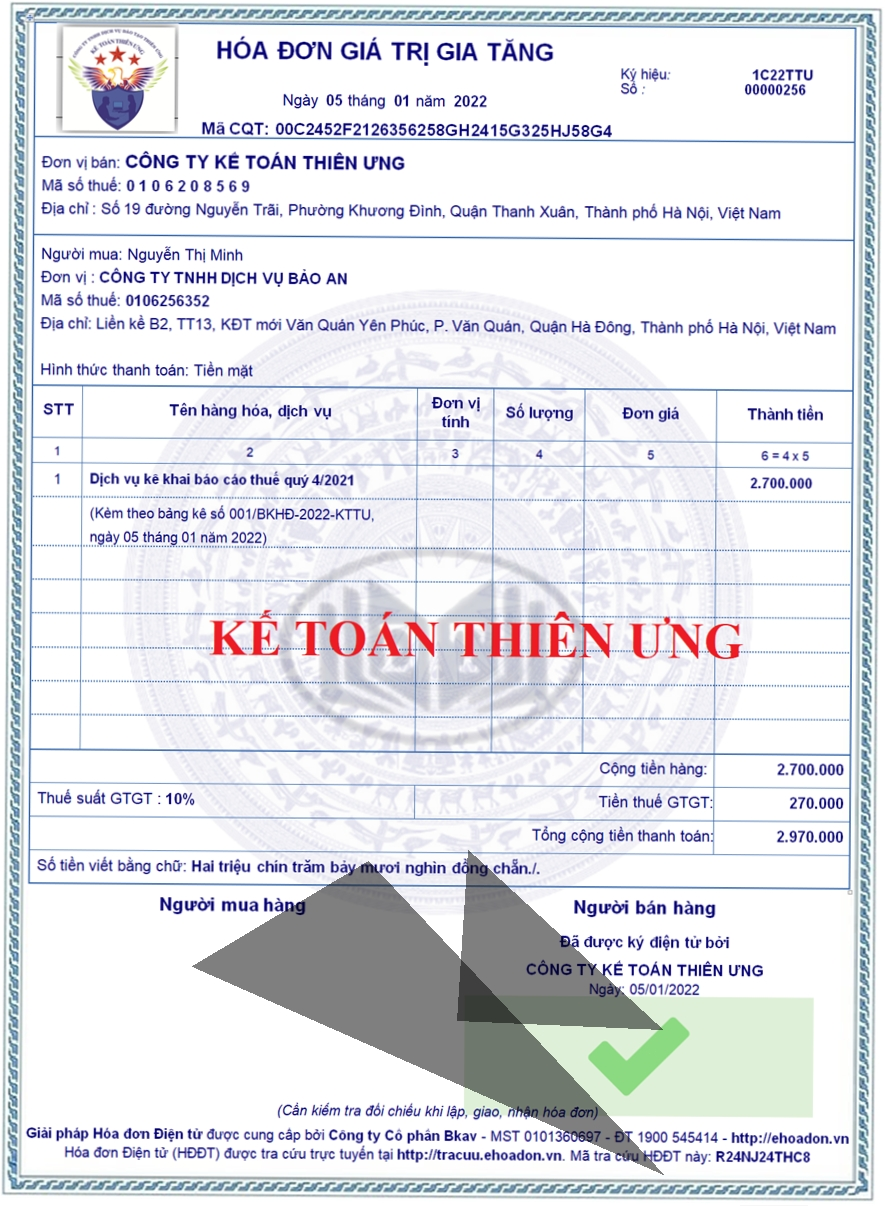 CÔNG TY TNHH DỊCH VỤ ĐÀO TẠO THIÊN ƯNG
KẾ TOÁN THIÊN ƯNG
HÓA ĐƠN GIÁ TRỊ GIA TĂNG
Ký hiệu: 1C22TTU
Số : 00000256
Ngày 05 tháng 01 năm 2022
Mã CQT: 00C2452F2126356258GH2415G325HJ58G4
Đơn vị bán: CÔNG TY KẾ TOÁN THIÊN ƯNG
Mã số thuế: 0 1 0 6 2 0 8 5 6 9
Địa chỉ : Số 19 đường Nguyễn Trãi, Phường Khương Đình, Quận Thanh Xuân, Thành phố Hà Nội, Việt Nam
Người mua: Nguyễn Thị Minh
Đơn vị : CÔNG TY TNHH DỊCH VỤ BẢO AN
Mã số thuế: 0106256352
Địa chỉ: Liền kề B2, TT13, KĐT mới Văn Quán Yên Phúc, P. Văn Quán, Quận Hà Đông, Thành phố Hà Nội, Việt Nam
Hình thức thanh toán: Tiền mặt
STT Tên hàng hóa, dịch vụ Đơn vị tính Số lượng Đơn giá Thành tiền
1 2 3 4 5 6 = 4 x 5
1 Dịch vụ kê khai báo cáo thuế quý 4/2021 2.700.000
(Kèm theo bảng kê số 001/BKHĐ-2022-KTTU,
ngày 05 tháng 01 năm 2022)
KẾ TOÁN THIÊN ƯNG
Cộng tiền hàng: 2.700.000
Thuế suất GTGT : 10% Tiền thuế GTGT: 270.000
Tổng cộng tiền thanh toán: 2.970.000
Số tiền viết bằng chữ: Hai triệu chín trăm bảy mươi nghìn đồng chẵn./.
Người mua hàng Người bán hàng
Đã được ký điện tử bởi
CÔNG TY KẾ TOÁN THIÊN ƯNG
Ngày: 05/01/2022
(Cần kiểm tra đối chiếu khi lập, giao, nhận hóa đơn)
Giải pháp Hóa đơn Điện tử được cung cấp bởi Công ty Cổ phần Bkav - MST 0101360697 - ĐT 1900 545414 - http://ehoadon.vn
Hóa đơn Điện tử (HĐĐT) được tra cứu trực tuyến tại http://tracuu.ehoadon.vn. Mã tra cứu HĐĐT này: R24NJ24THC8